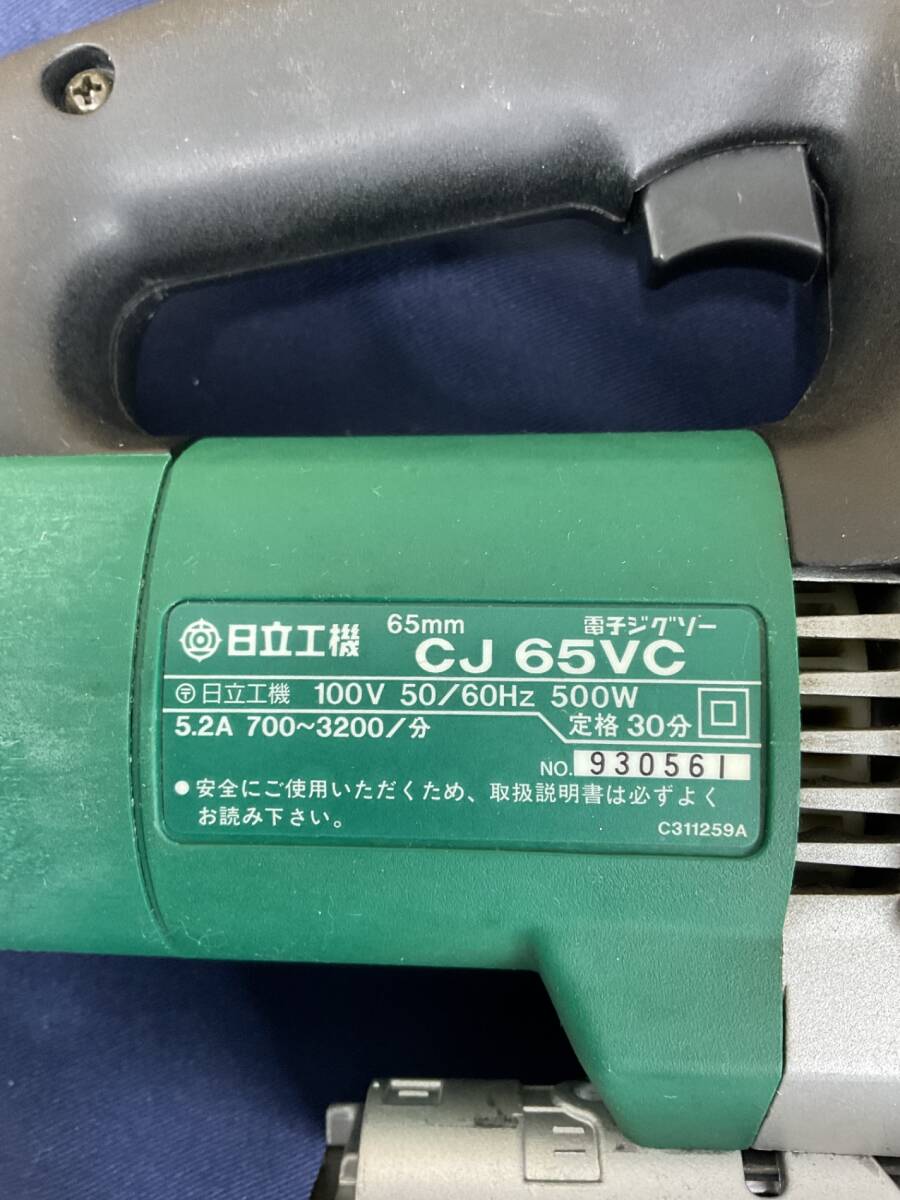 日立工機 65mm 電子ジグソー
CJ 65VC
〒 日立工機 100V 50/60Hz 500W
5.2A 700~3200/分 定格 30分
NO. 930561
● 安全にご使用いただくため、取扱説明書は必ずよく
お読み下さい。
C311259A